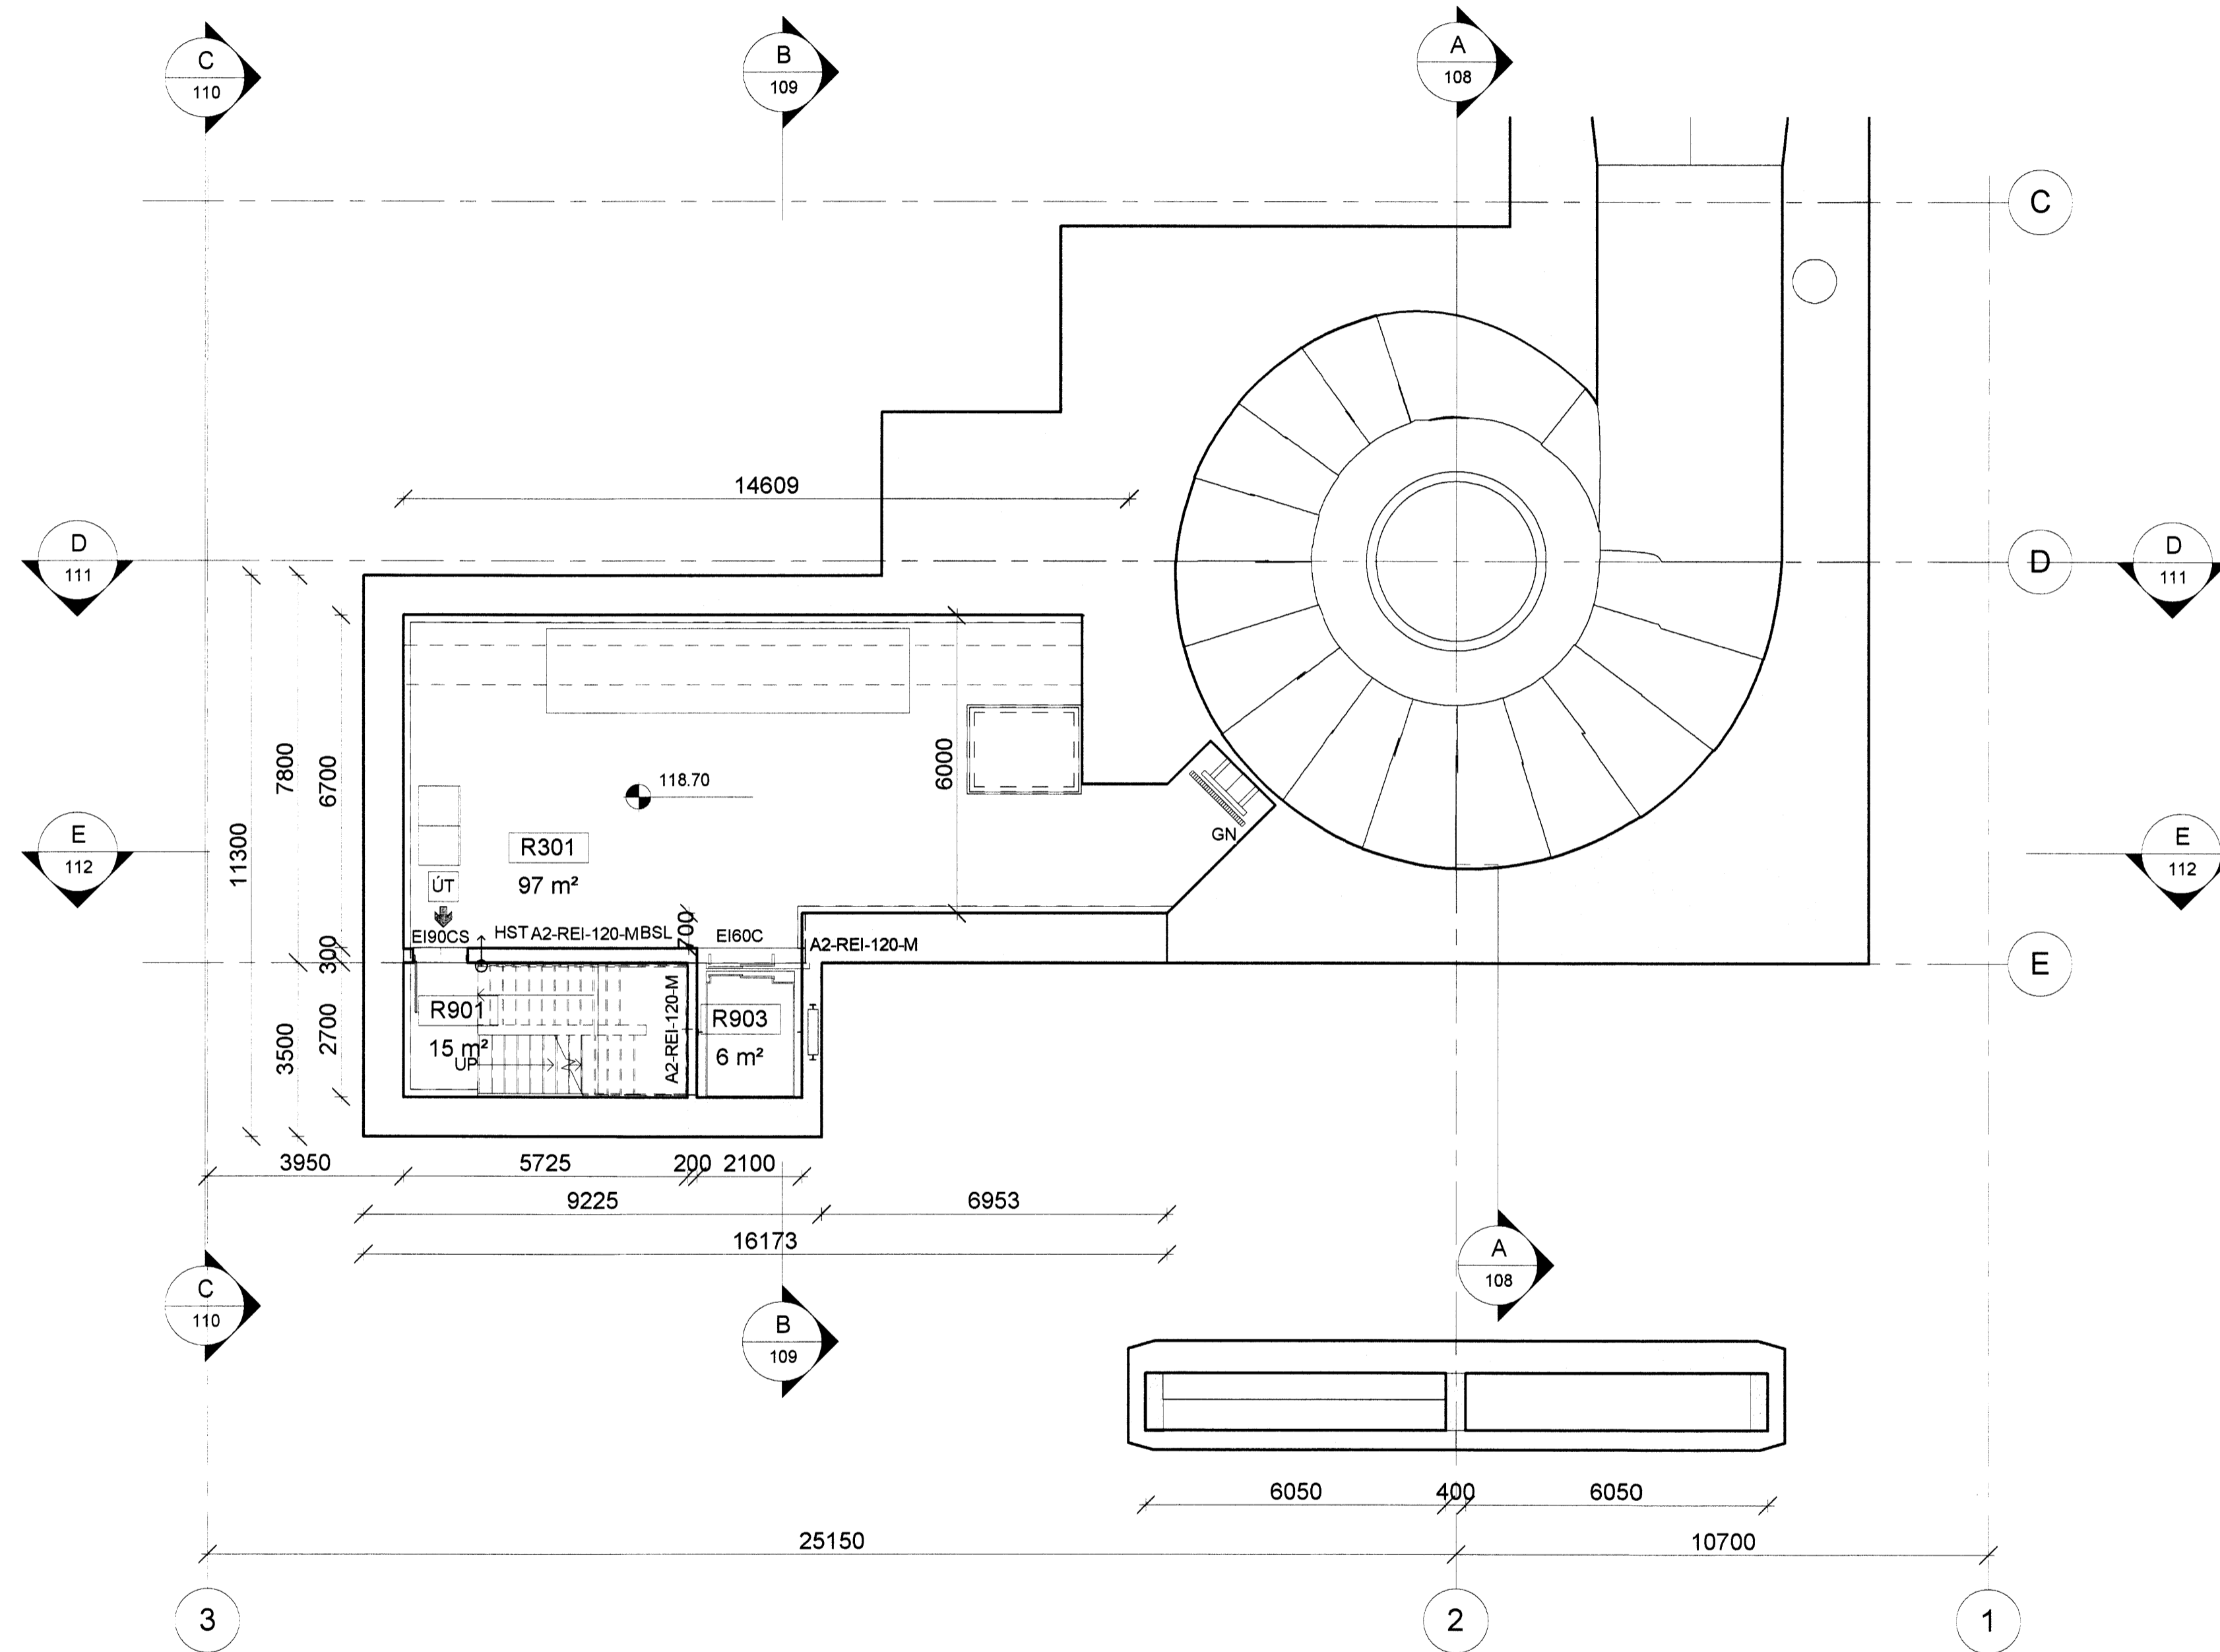 C
110
B
109
A
108
C
14609
D
111
D
D
111
118.70
7800
6700
6000
11300
E
112
R301
97 m²
GN
E
112
ÚT
EI90CS
HST A2-REI-120-M BSL
700
EI60C
A2-REI-120-M
300
E
R901
15 m²
UP
A2-REI-120-M
R903
6 m²
3500
2700
3950
5725
200
2100
9225
6953
16173
C
110
B
109
A
108
6050
400
6050
25150
10700
3
2
1